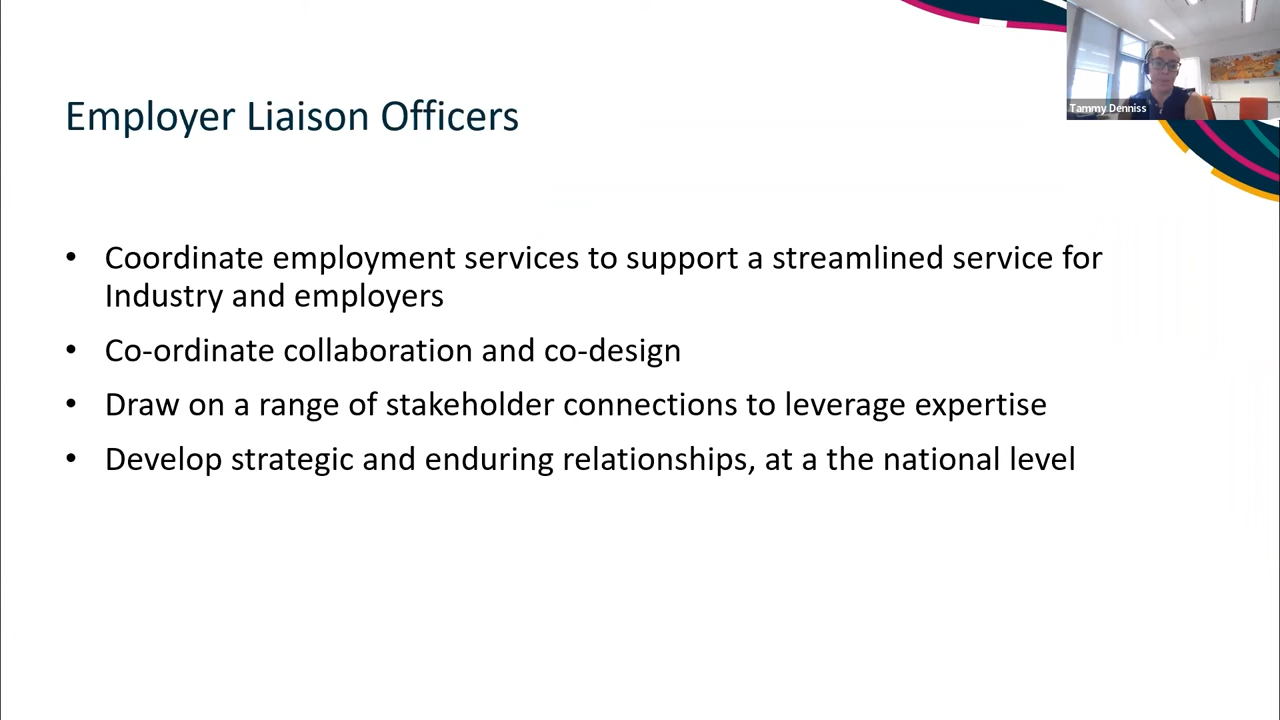 Tammy Denniss
Employer Liaison Officers
• Coordinate employment services to support a streamlined service for
Industry and employers
• Co-ordinate collaboration and co-design
• Draw on a range of stakeholder connections to leverage expertise
• Develop strategic and enduring relationships, at a the national level